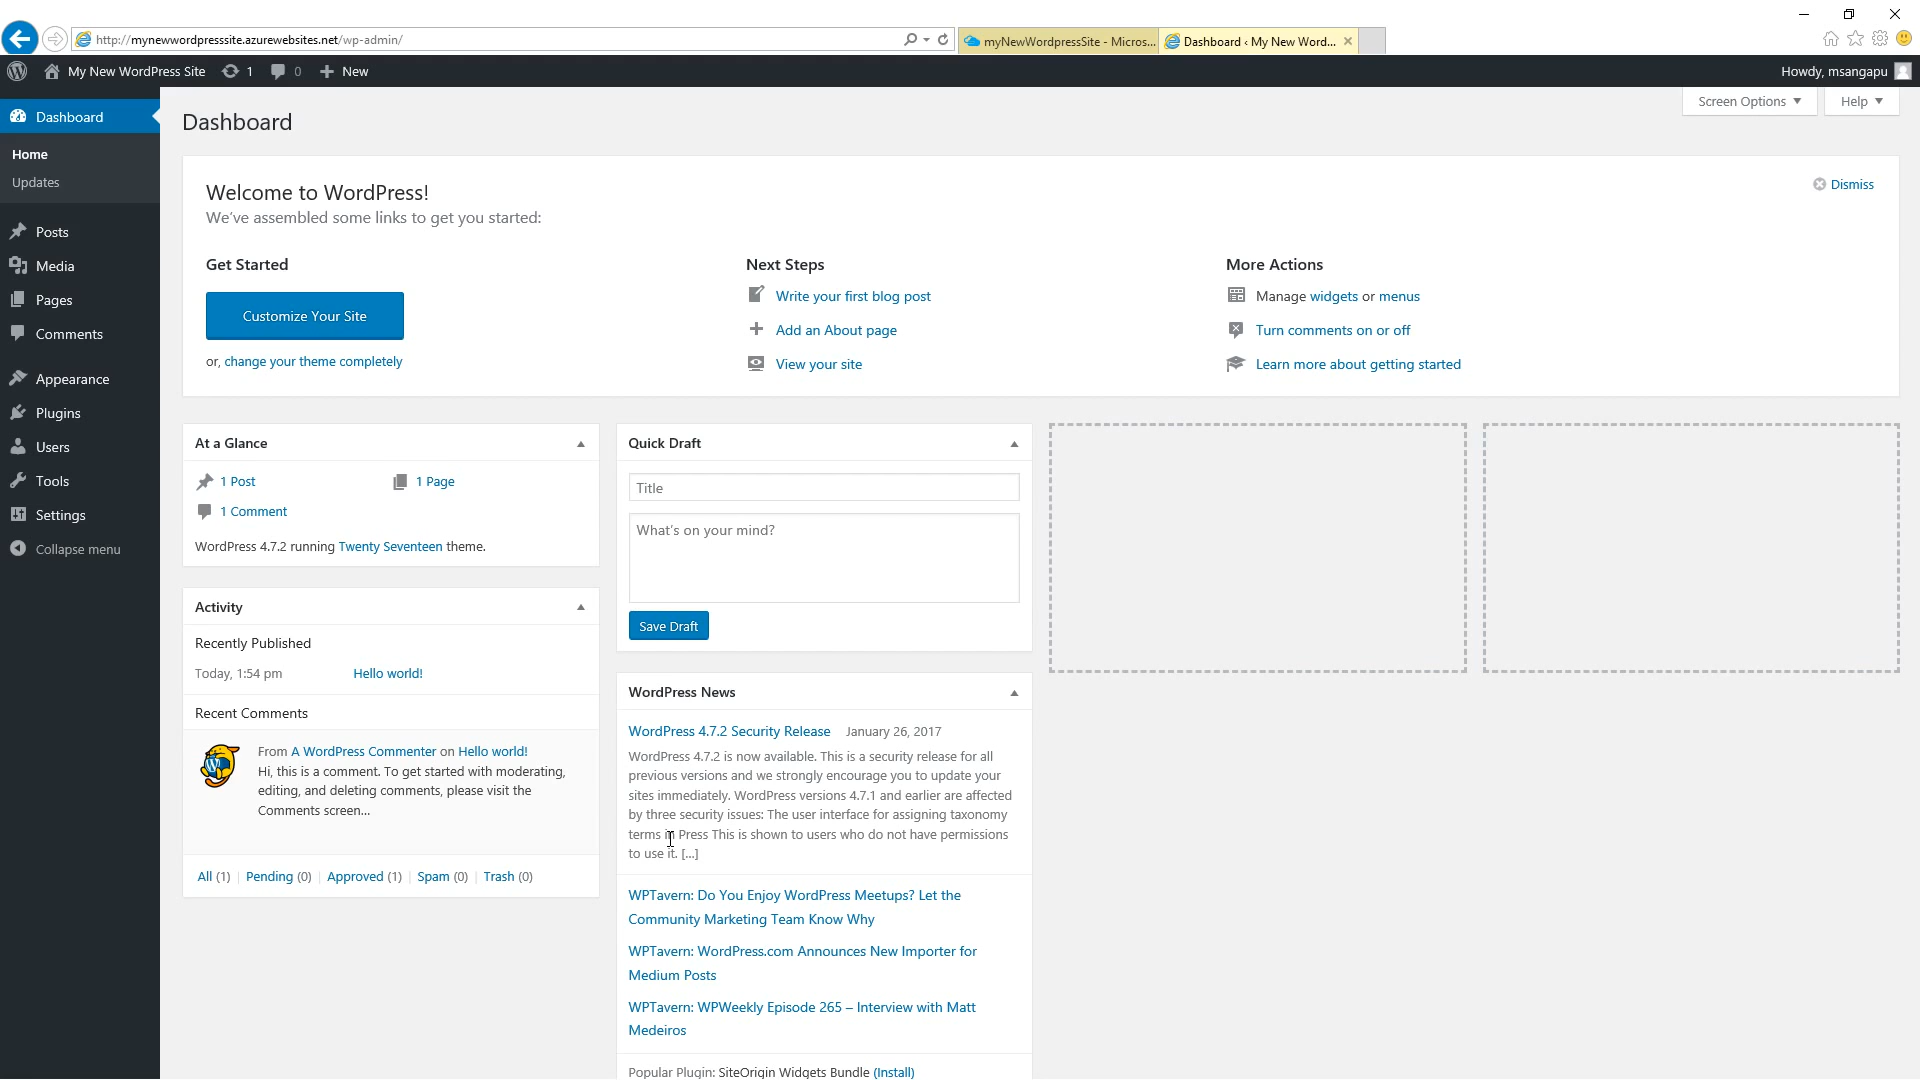 http://mynewwordpresssite.azurewebsites.net/wp-admin/
myNewWordpressSite - Micros...
Dashboard ‹ My New Word...
My New WordPress Site
1
0
New
Howdy, msangapu
Screen Options
Help
Dashboard
Home
Updates
Posts
Media
Pages
Comments
Appearance
Plugins
Users
Tools
Settings
Collapse menu
Dashboard
Welcome to WordPress!
We've assembled some links to get you started:
Dismiss
Get Started
Customize Your Site
or, change your theme completely
Next Steps
Write your first blog post
Add an About page
View your site
More Actions
Manage widgets or menus
Turn comments on or off
Learn more about getting started
At a Glance
1 Post
1 Page
1 Comment
WordPress 4.7.2 running Twenty Seventeen theme.
Activity
Recently Published
Today, 1:54 pm
Hello world!
Recent Comments
From A WordPress Commenter on Hello world!
Hi, this is a comment. To get started with moderating,
editing, and deleting comments, please visit the
Comments screen...
All (1) | Pending (0) | Approved (1) | Spam (0) | Trash (0)
Quick Draft
Title
What's on your mind?
Save Draft
WordPress News
WordPress 4.7.2 Security Release January 26, 2017
WordPress 4.7.2 is now available. This is a security release for all
previous versions and we strongly encourage you to update your
sites immediately. WordPress versions 4.7.1 and earlier are affected
by three security issues: The user interface for assigning taxonomy
terms in Press This is shown to users who do not have permissions
to use it. [...]
WPTavern: Do You Enjoy WordPress Meetups? Let the
Community Marketing Team Know Why
WPTavern: WordPress.com Announces New Importer for
Medium Posts
WPTavern: WPWeekly Episode 265 – Interview with Matt
Medeiros
Popular Plugin: SiteOrigin Widgets Bundle (Install)